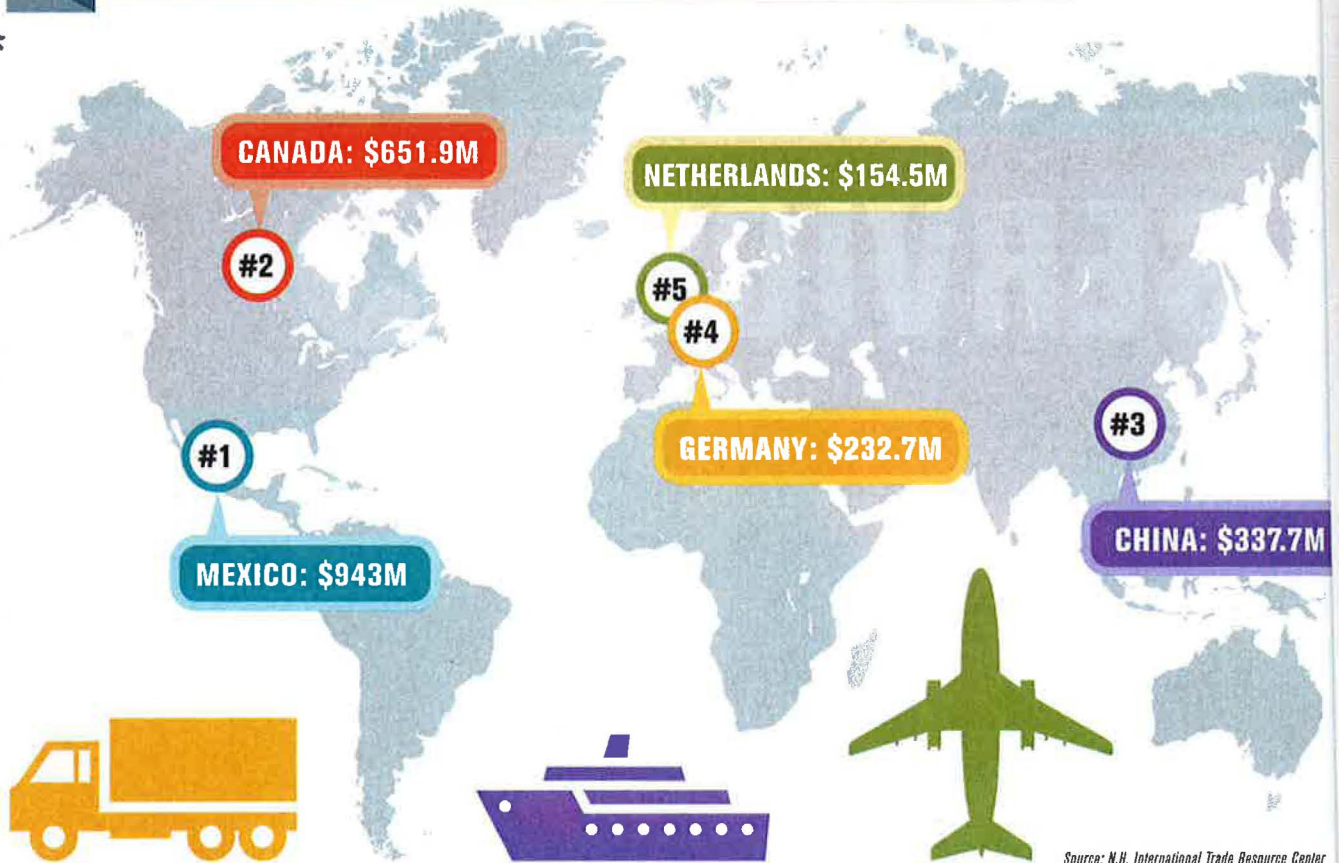 CANADA: $651.9M
#2
NETHERLANDS: $154.5M
#5
#4
GERMANY: $232.7M
#3
CHINA: $337.7M
#1
MEXICO: $943M
Source: N.H. International Trade Resource Center